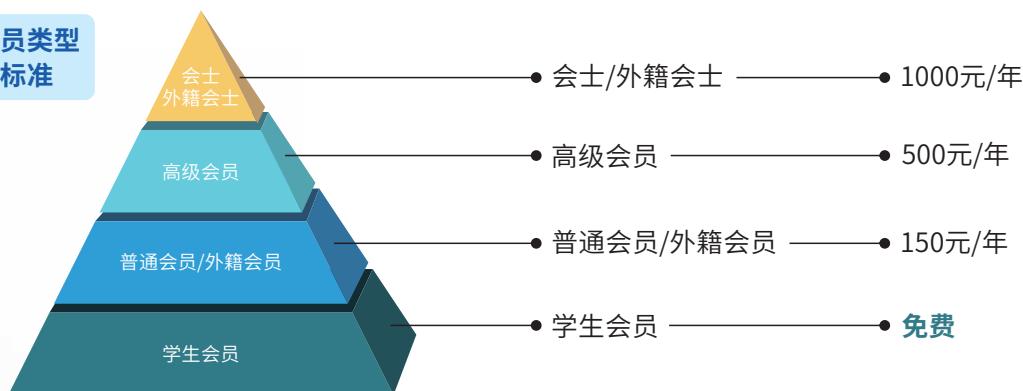 员类型
标准
会士
外籍会士
会士/外籍会士
1000元/年
高级会员
高级会员
500元/年
普通会员/外籍会员
普通会员/外籍会员
150元/年
学生会员
学生会员
免费